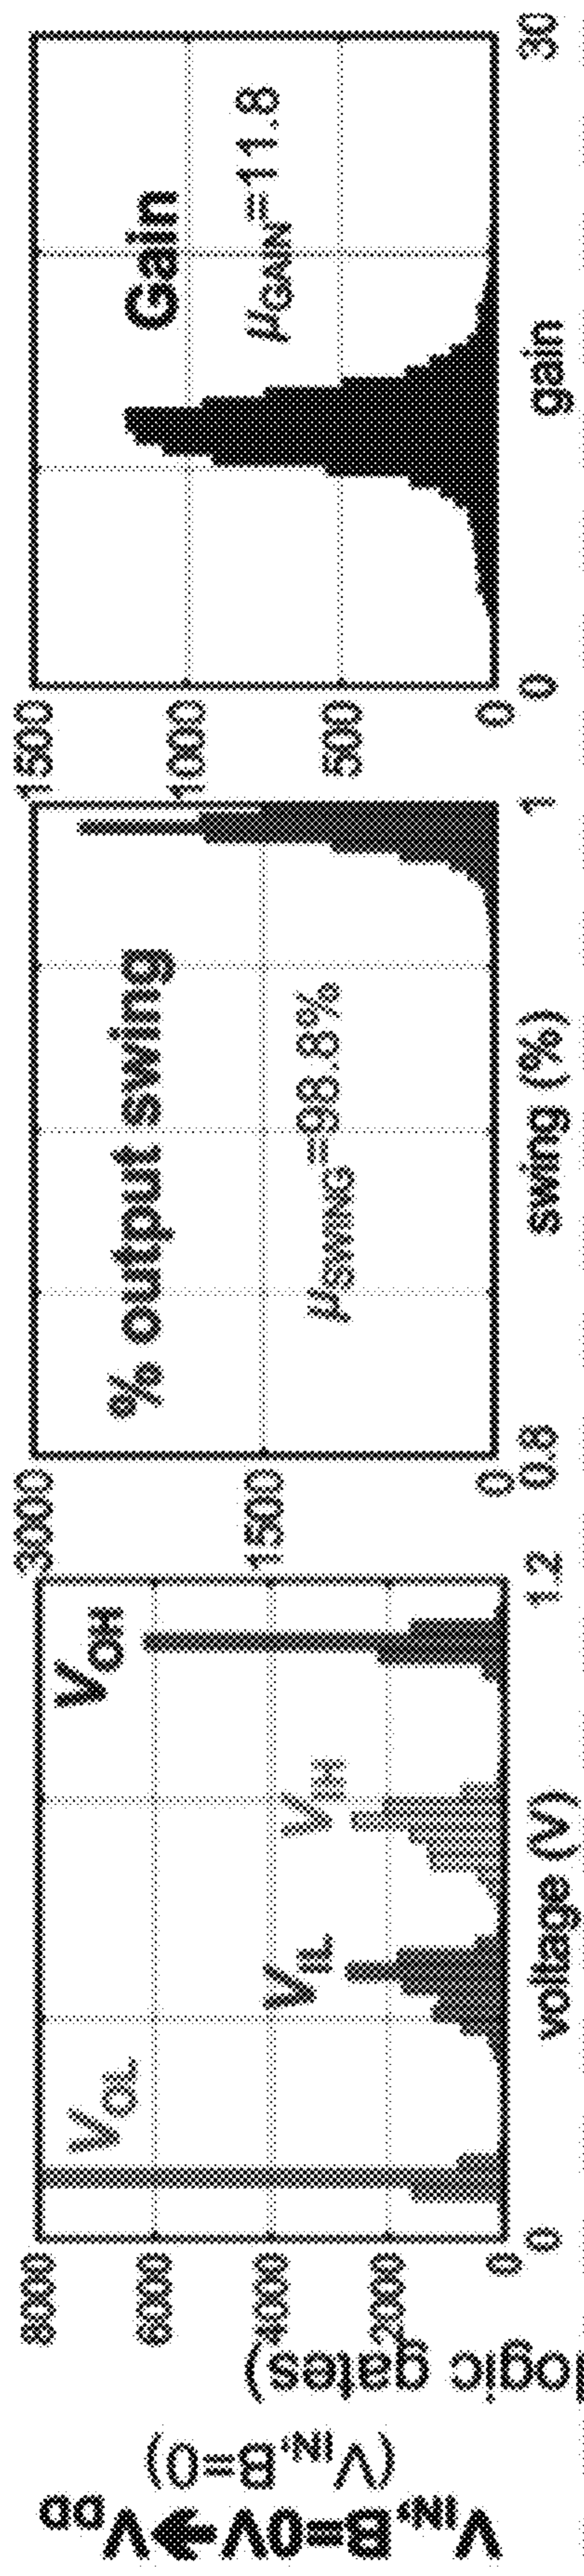 V_IN,B=0V→V_DD
(V_IN,B=0)
logic gates)
8000
6000
4000
2000
0
V_OL
V_IL
V_IH
V_OH
0
1.2
voltage (V)
3000
1500
0
% output swing
μ_SWING=98.8%
0.8
1
swing (%)
1500
1000
500
0
Gain
μ_GAIN=11.8
0
30
gain